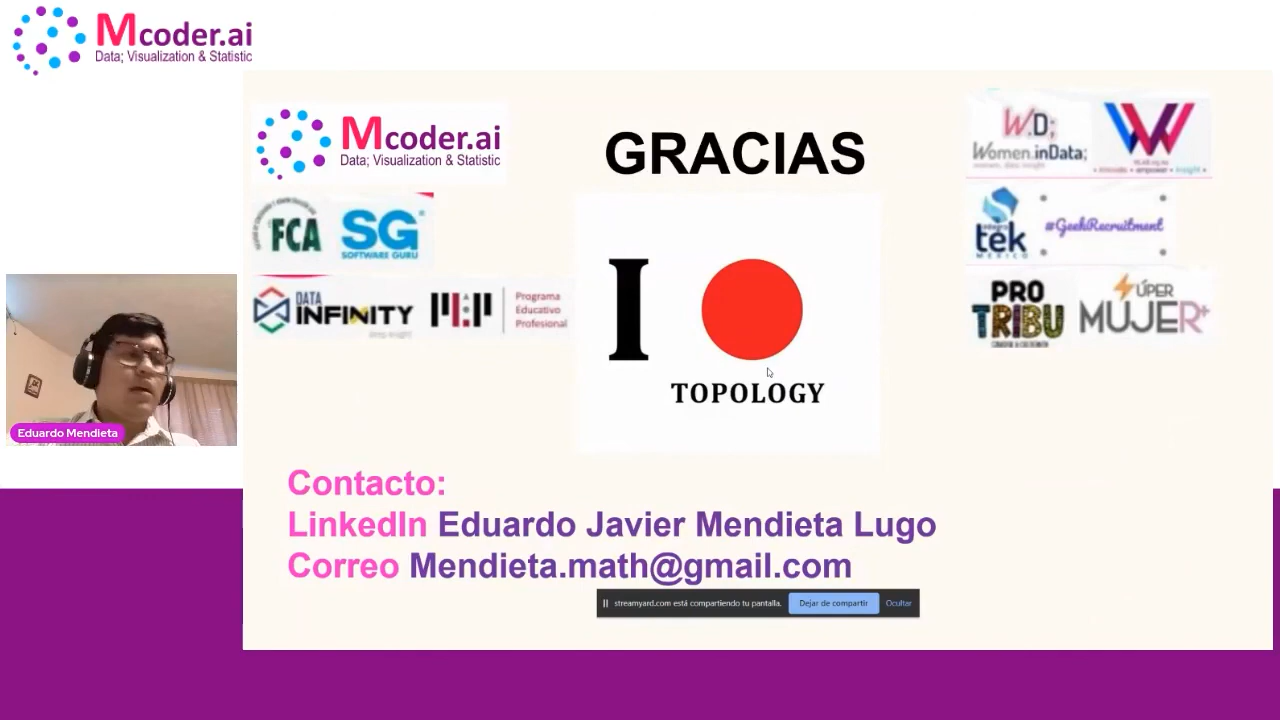 Mcoder.ai
Data; Visualization & Statistic
Mcoder.ai
Data; Visualization & Statistic
GRACIAS
W.D;
Women.inData;
FCA
SG
SOFTWARE GURU
tek
MEXICO
#GeekRecruitment
DATA
INFINITY
Programa
Educativo
Profesional
I
TOPOLOGY
PRO
TRIBU
SÚPER
MUJER+
Eduardo Mendieta
Contacto:
LinkedIn Eduardo Javier Mendieta Lugo
Correo Mendieta.math@gmail.com
streamyard.com está compartiendo tu pantalla.
Dejar de compartir
Ocultar